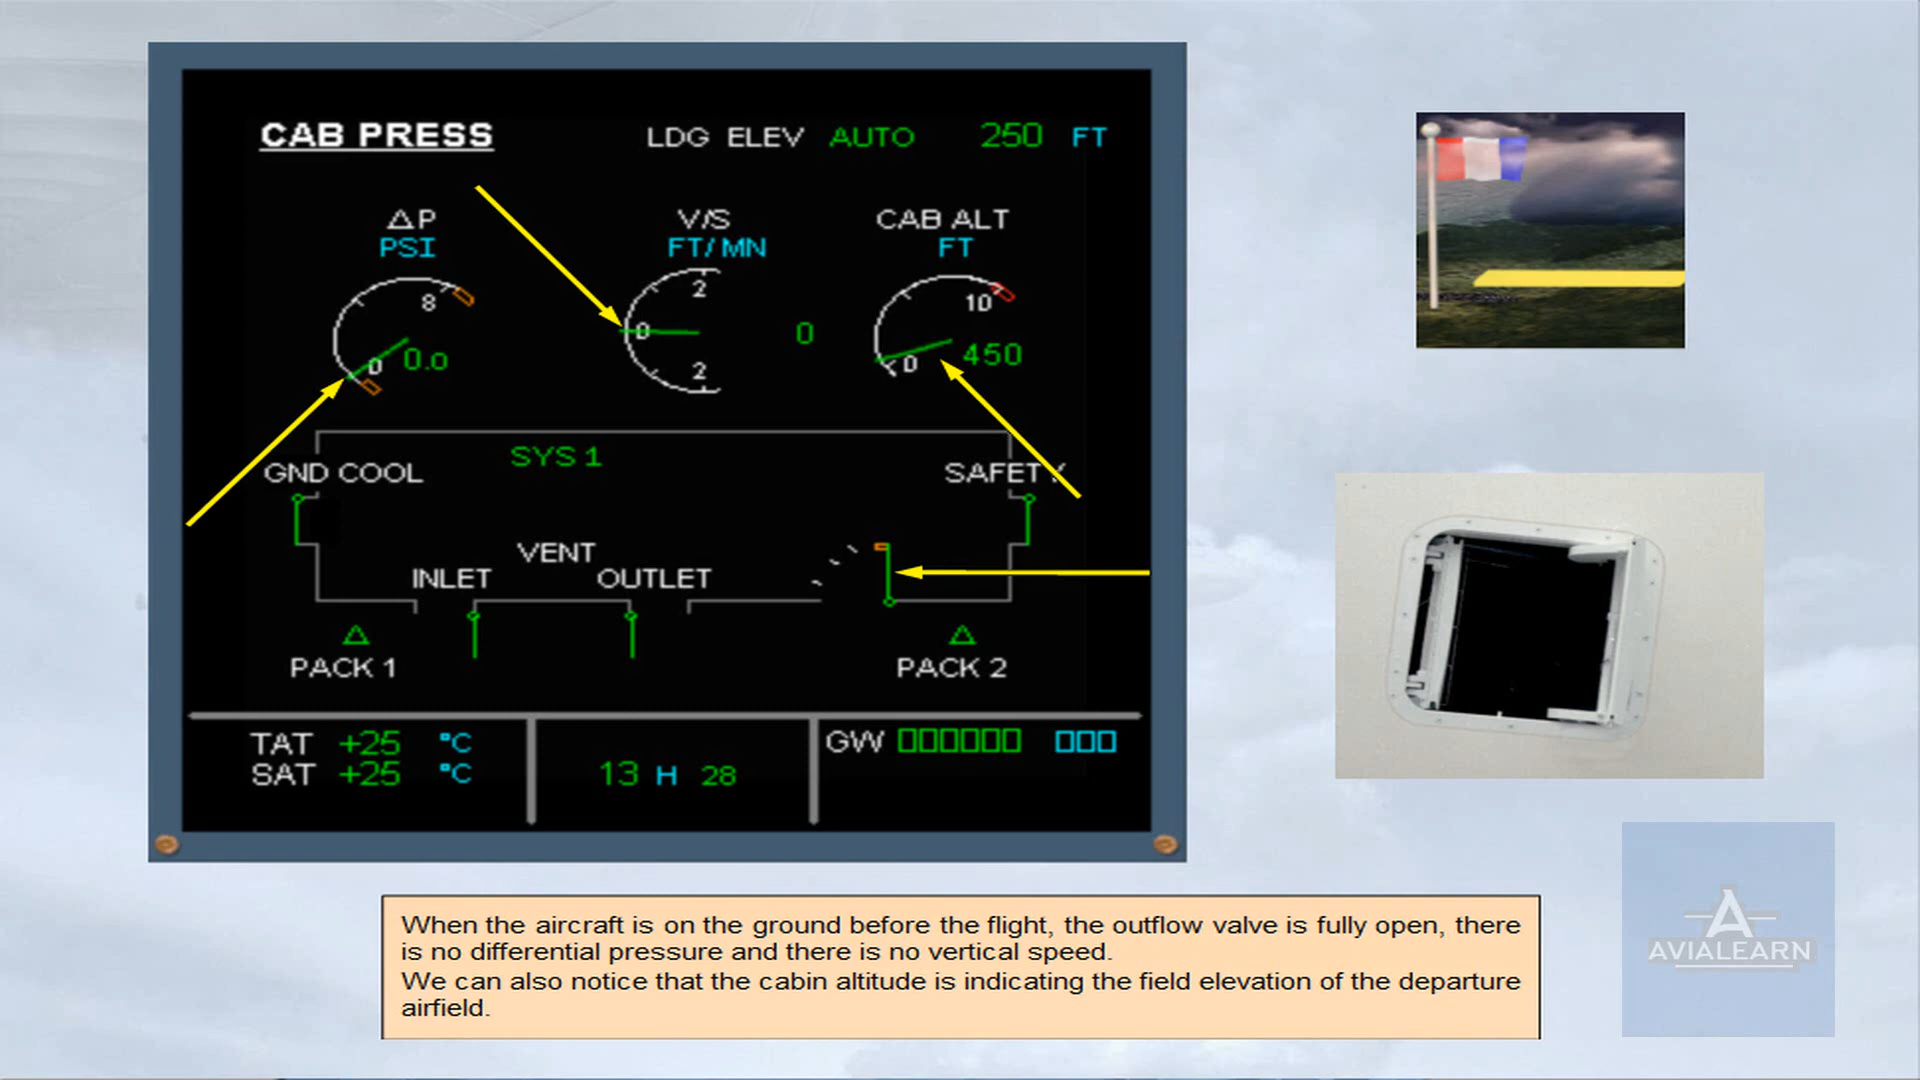 CAB PRESS LDG ELEV AUTO 250 FT
ΔP V/S CAB ALT
PSI FT/MN FT
8 2 10
0 0.0 0 0 0 450
2
SYS 1
GND COOL SAFETY
VENT
INLET OUTLET
PACK 1 PACK 2
TAT +25 °C GW
SAT +25 °C 13 H 28
When the aircraft is on the ground before the flight, the outflow valve is fully open, there
is no differential pressure and there is no vertical speed.
We can also notice that the cabin altitude is indicating the field elevation of the departure
airfield.
AVIALEARN